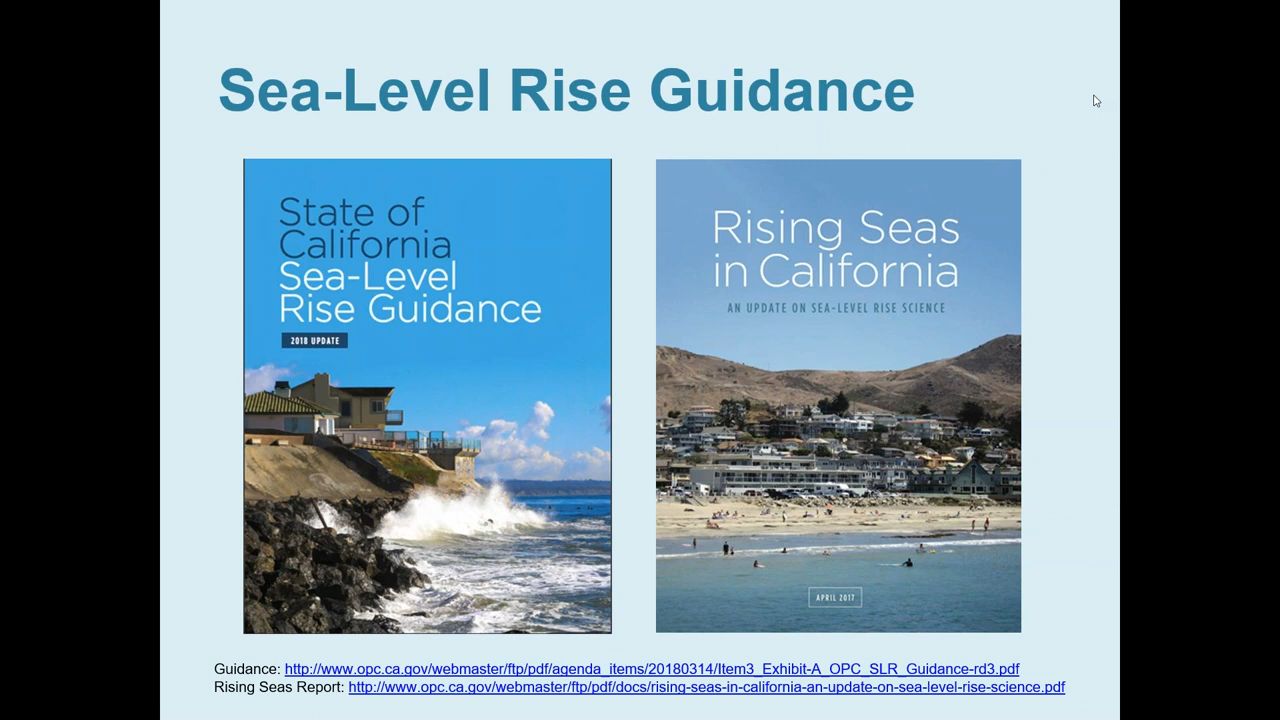 Sea-Level Rise Guidance
State of
California
Sea-Level
Rise Guidance
2018 UPDATE
Rising Seas
in California
AN UPDATE ON SEA-LEVEL RISE SCIENCE
APRIL 2017
Guidance: http://www.opc.ca.gov/webmaster/ftp/pdf/agenda_items/20180314/Item3_Exhibit-A_OPC_SLR_Guidance-rd3.pdf
Rising Seas Report: http://www.opc.ca.gov/webmaster/ftp/pdf/docs/rising-seas-in-california-an-update-on-sea-level-rise-science.pdf